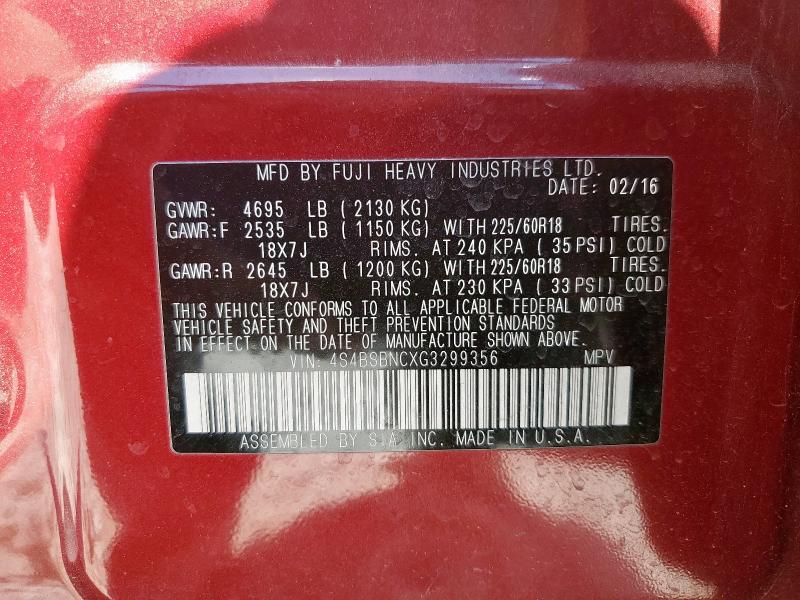 MFD BY FUJI HEAVY INDUSTRIES LTD.
DATE: 02/16
GVWR: 4695 LB ( 2130 KG)
GAWR:F 2535 LB ( 1150 KG) WITH 225/60R18 TIRES.
18X7J RIMS. AT 240 KPA ( 35 PSI) COLD
GAWR:R 2645 LB ( 1200 KG) WITH 225/60R18 TIRES.
18X7J RIMS. AT 230 KPA ( 33 PSI) COLD
THIS VEHICLE CONFORMS TO ALL APPLICABLE FEDERAL MOTOR
VEHICLE SAFETY AND THEFT PREVENTION STANDARDS
IN EFFECT ON THE DATE OF MANUFACTURE SHOWN ABOVE.
VIN: 4S4BSBNCXG3299356 MPV
ASSEMBLED BY S.I.A. INC. MADE IN U.S.A.